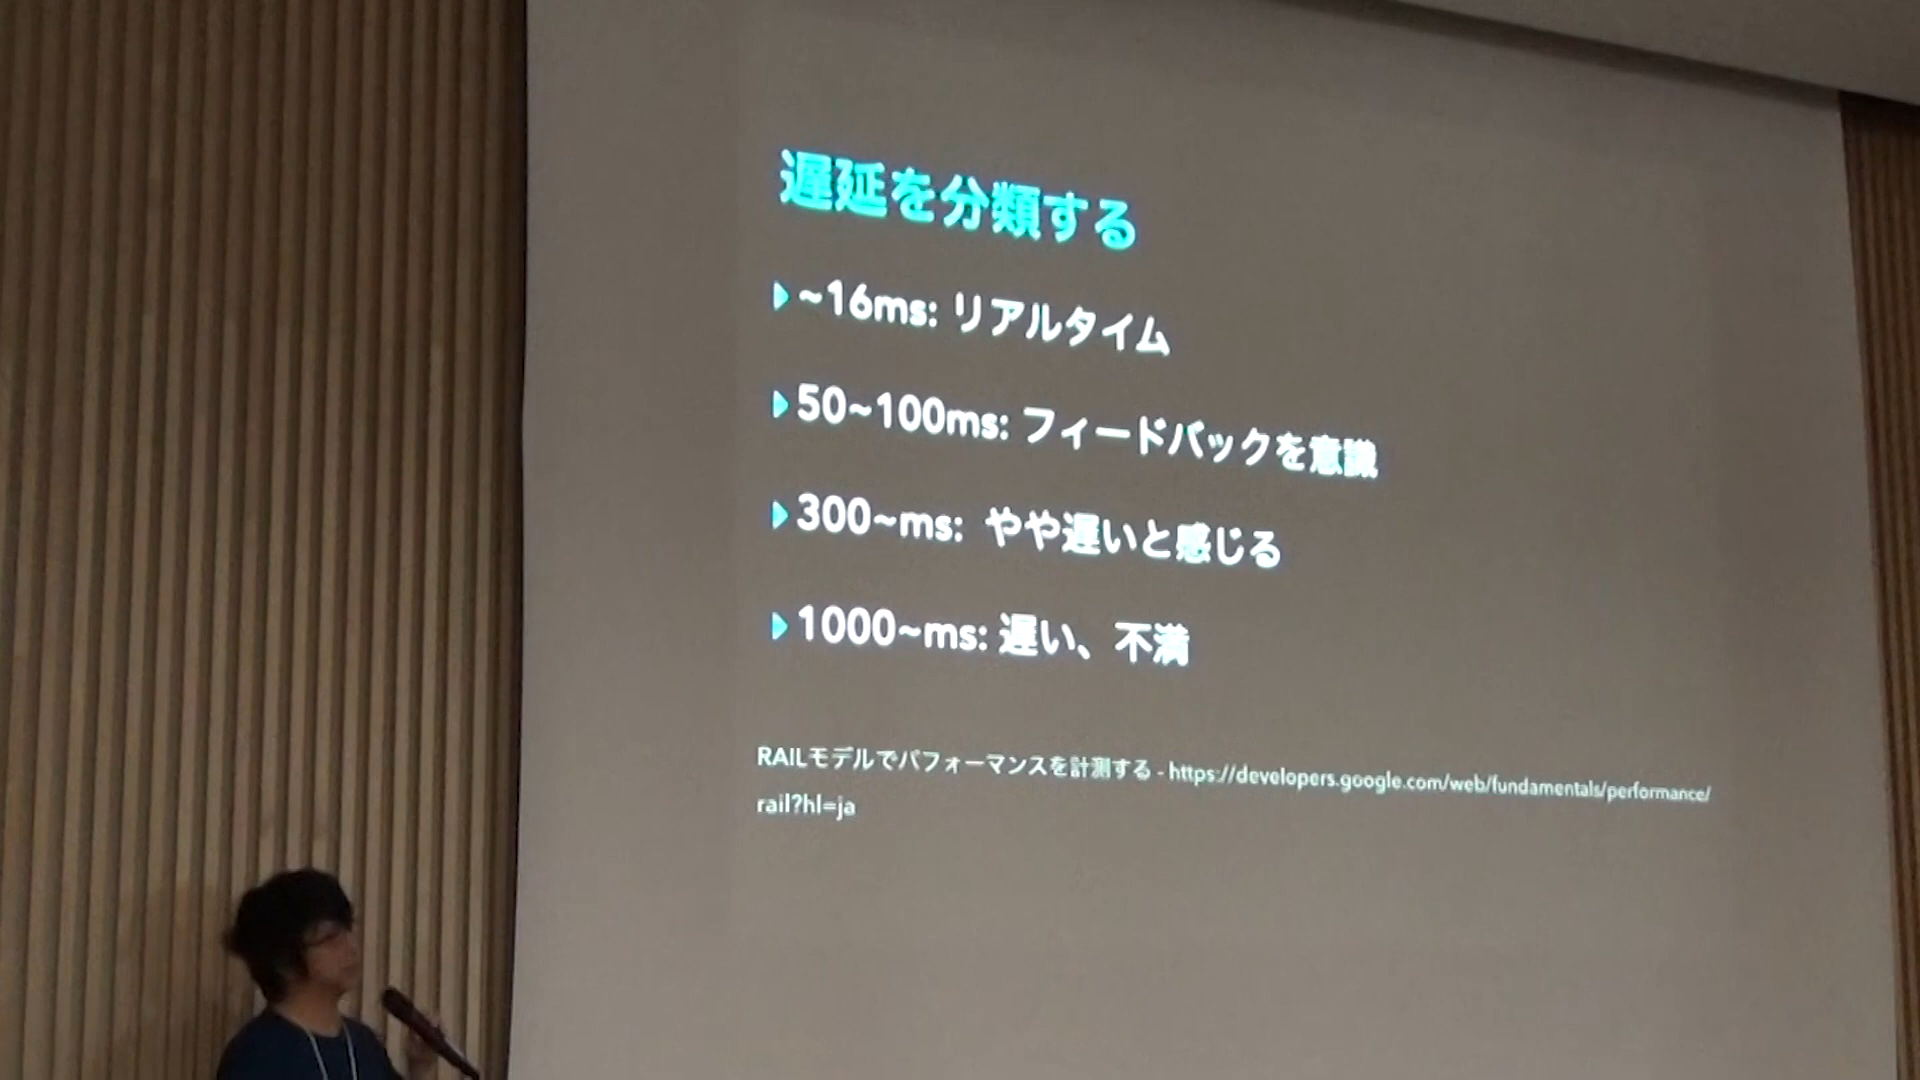 遅延を分類する
~16ms: リアルタイム
50~100ms: フィードバックを意識
300~ms: やや遅いと感じる
1000~ms: 遅い、不満
RAILモデルでパフォーマンスを計測する - https://developers.google.com/web/fundamentals/performance/
rail?hl=ja